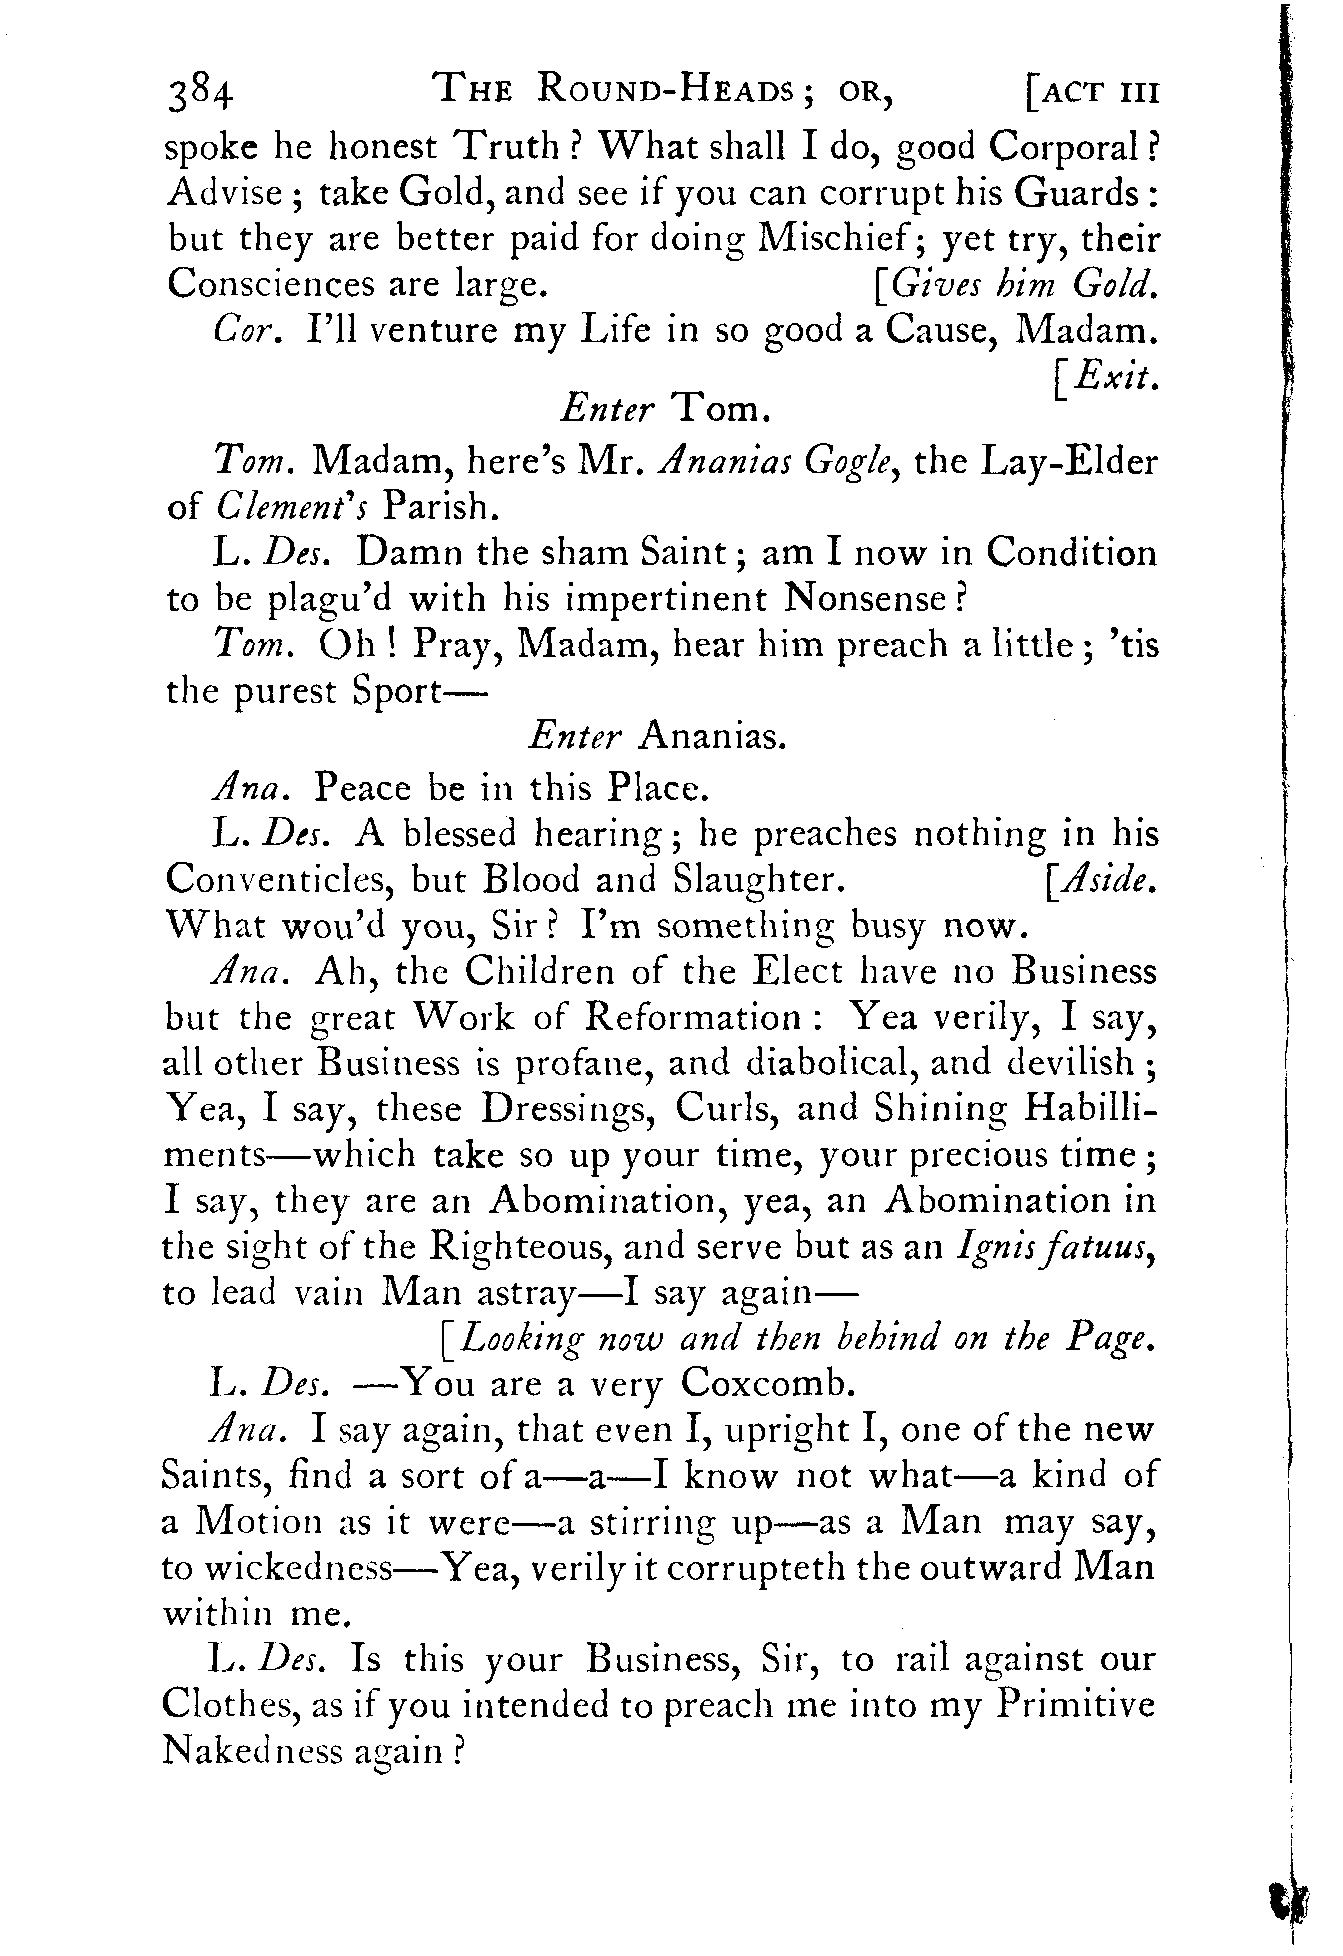 384 The Round-Heads; or, [act iii
spoke he honest Truth? What shall I do, good Corporal?
Advise; take Gold, and see if you can corrupt his Guards:
but they are better paid for doing Mischief; yet try, their
Consciences are large. [Gives him Gold.
Cor. I'll venture my Life in so good a Cause, Madam.
[Exit.
Enter Tom.
Tom. Madam, here's Mr. Ananias Gogle, the Lay-Elder
of Clement's Parish.
L. Des. Damn the sham Saint; am I now in Condition
to be plagu'd with his impertinent Nonsense?
Tom. Oh! Pray, Madam, hear him preach a little; 'tis
the purest Sport—
Enter Ananias.
Ana. Peace be in this Place.
L. Des. A blessed hearing; he preaches nothing in his
Conventicles, but Blood and Slaughter. [Aside.
What wou'd you, Sir? I'm something busy now.
Ana. Ah, the Children of the Elect have no Business
but the great Work of Reformation: Yea verily, I say,
all other Business is profane, and diabolical, and devilish;
Yea, I say, these Dressings, Curls, and Shining Habilli-
ments—which take so up your time, your precious time;
I say, they are an Abomination, yea, an Abomination in
the sight of the Righteous, and serve but as an Ignis fatuus,
to lead vain Man astray—I say again—
[Looking now and then behind on the Page.
L. Des. —You are a very Coxcomb.
Ana. I say again, that even I, upright I, one of the new
Saints, find a sort of a—a—I know not what—a kind of
a Motion as it were—a stirring up—as a Man may say,
to wickedness—Yea, verily it corrupteth the outward Man
within me.
L. Des. Is this your Business, Sir, to rail against our
Clothes, as if you intended to preach me into my Primitive
Nakedness again?